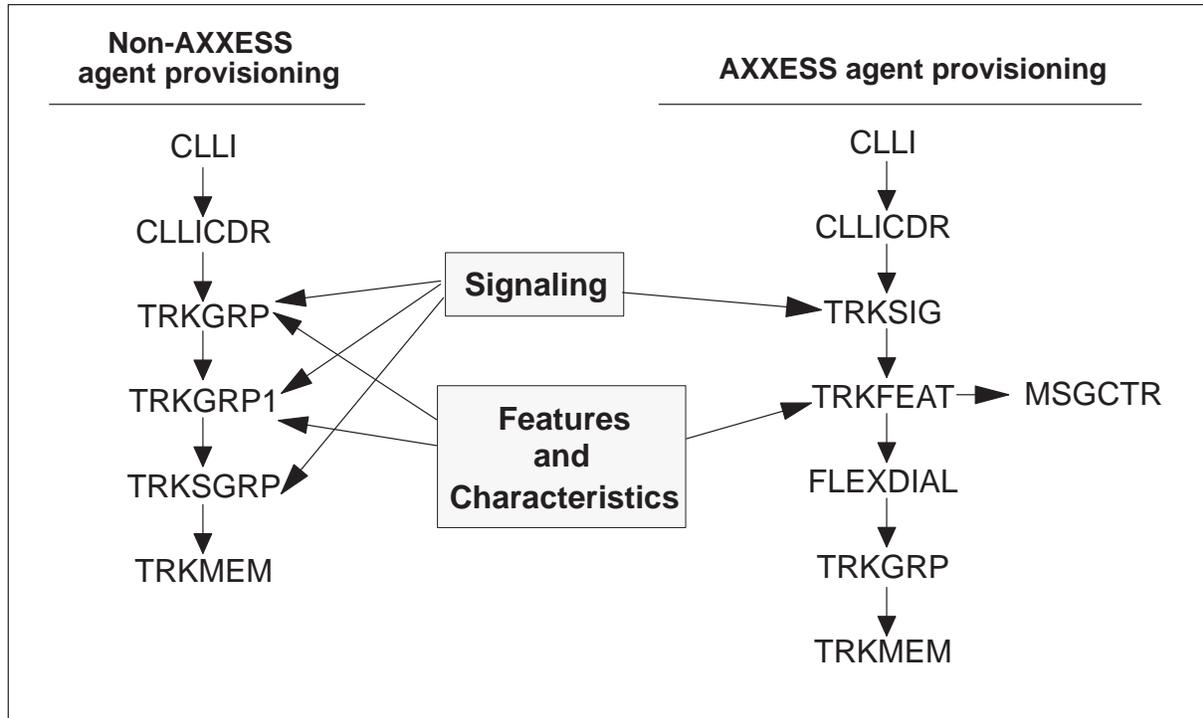 Non-AXXESS
agent provisioning
CLLI
CLLICDR
TRKGRP
TRKGRP1
TRKSGRP
TRKMEM
Signaling
Features
and
Characteristics
AXXESS agent provisioning
CLLI
CLLICDR
TRKSIG
TRKFEAT
MSGCTR
FLEXDIAL
TRKGRP
TRKMEM